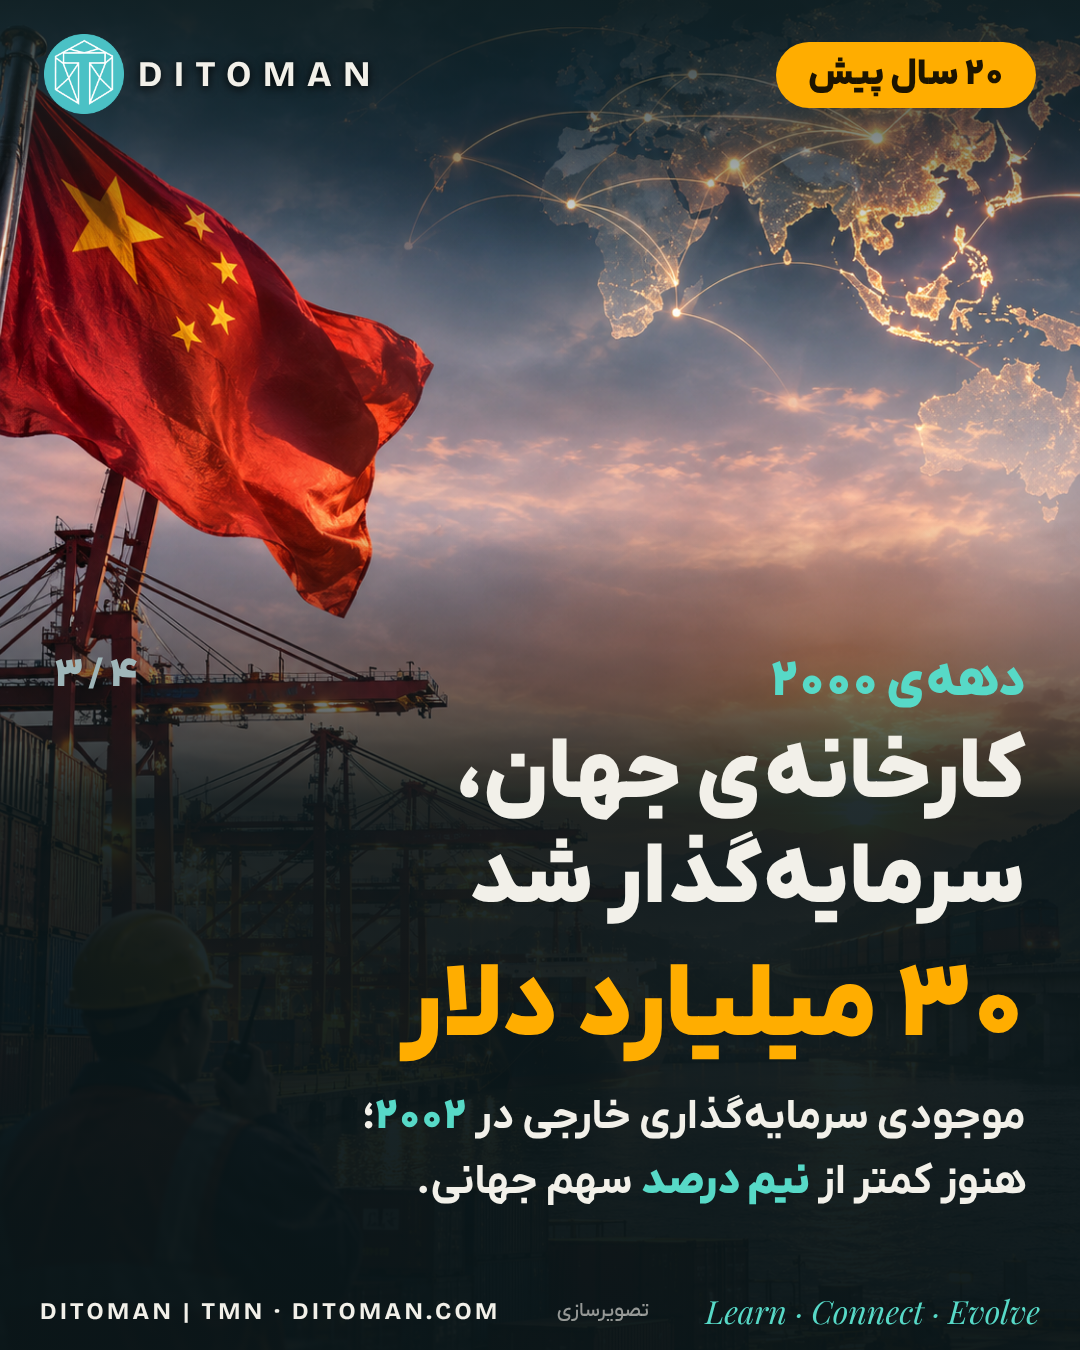 DITOMAN
۲۰ سال پیش
۳/۴
دهه‌ی ۲۰۰۰
کارخانه‌ی جهان،
سرمایه‌گذار شد
۳۰ میلیارد دلار
موجودی سرمایه‌گذاری خارجی در ۲۰۰۲؛
هنوز کمتر از نیم درصد سهم جهانی.
DITOMAN | TMN · DITOMAN.COM
تصویرسازی
Learn · Connect · Evolve